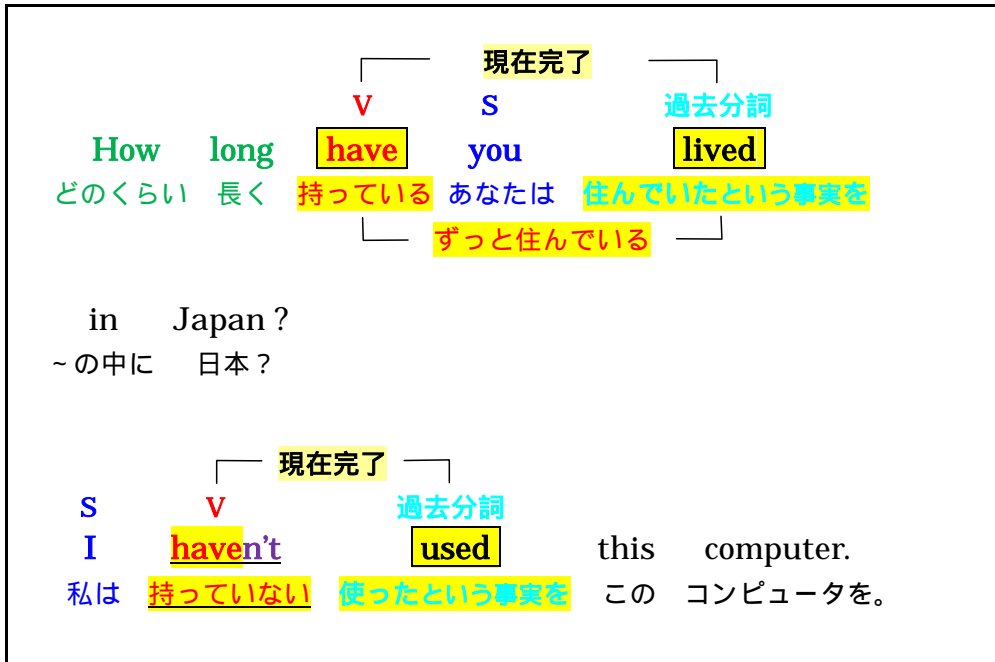 現在完了
V S 過去分詞
How long have you lived
どのくらい 長く 持っている あなたは 住んでいたという事実を
ずっと住んでいる
in Japan ?
~の中に 日本？
現在完了
S V 過去分詞
I haven't used this computer.
私は 持っていない 使ったという事実を この コンピュータを。